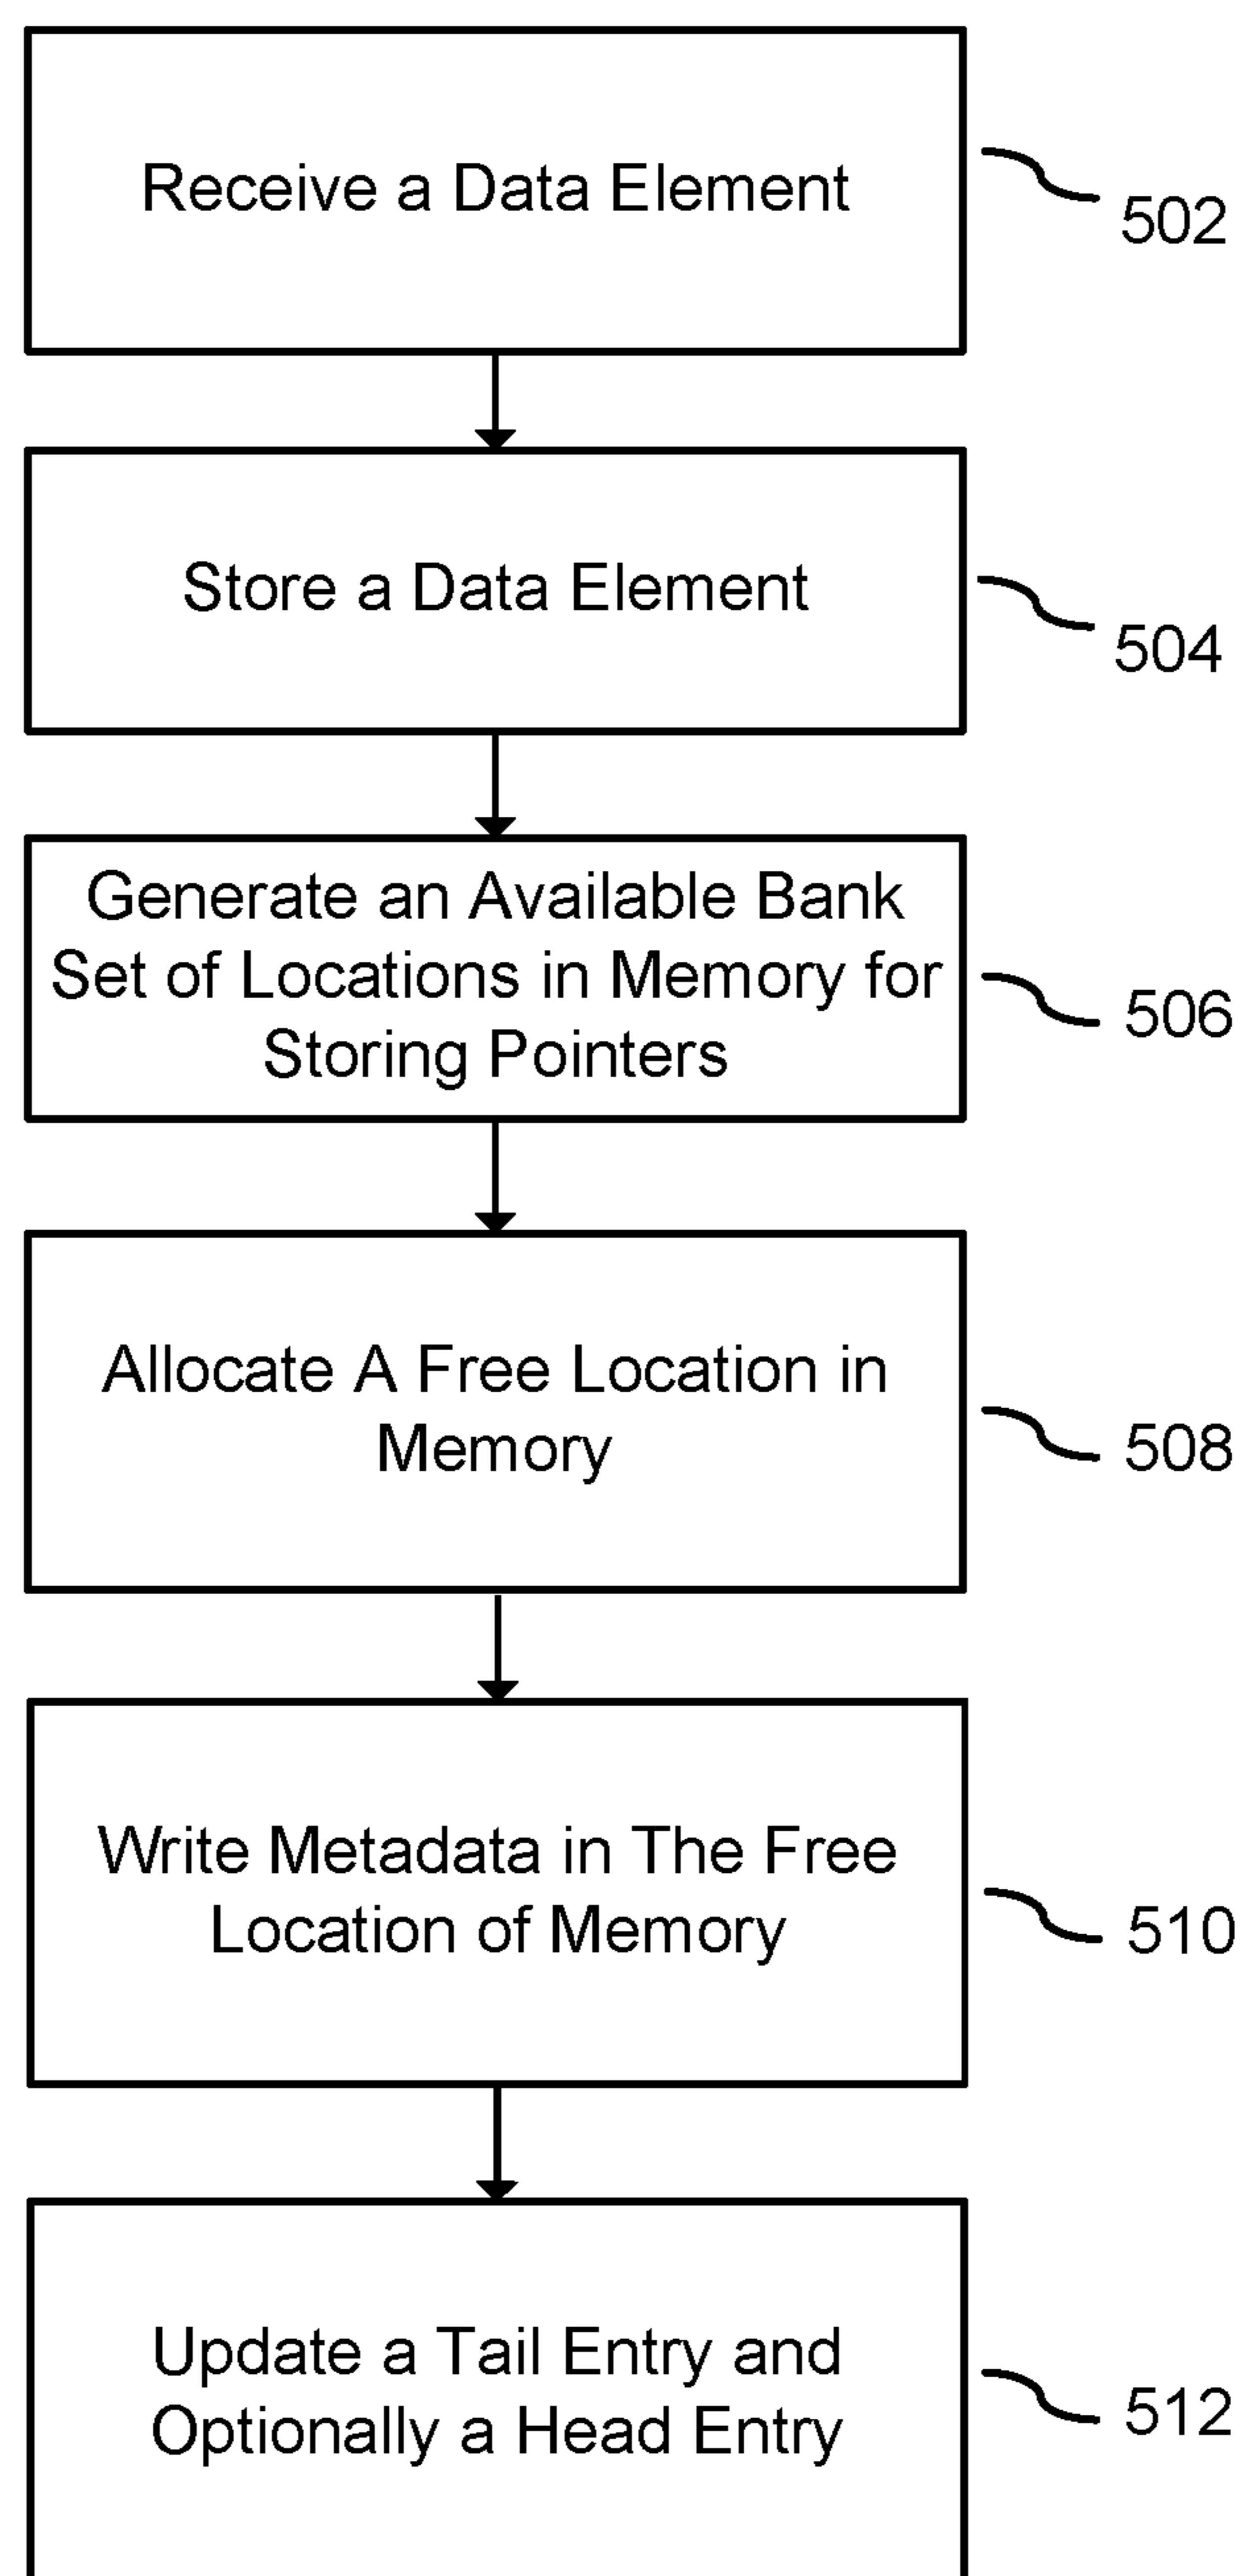 Receive a Data Element
502
Store a Data Element
504
Generate an Available Bank
Set of Locations in Memory for
Storing Pointers
506
Allocate A Free Location in
Memory
508
Write Metadata in The Free
Location of Memory
510
Update a Tail Entry and
Optionally a Head Entry
512